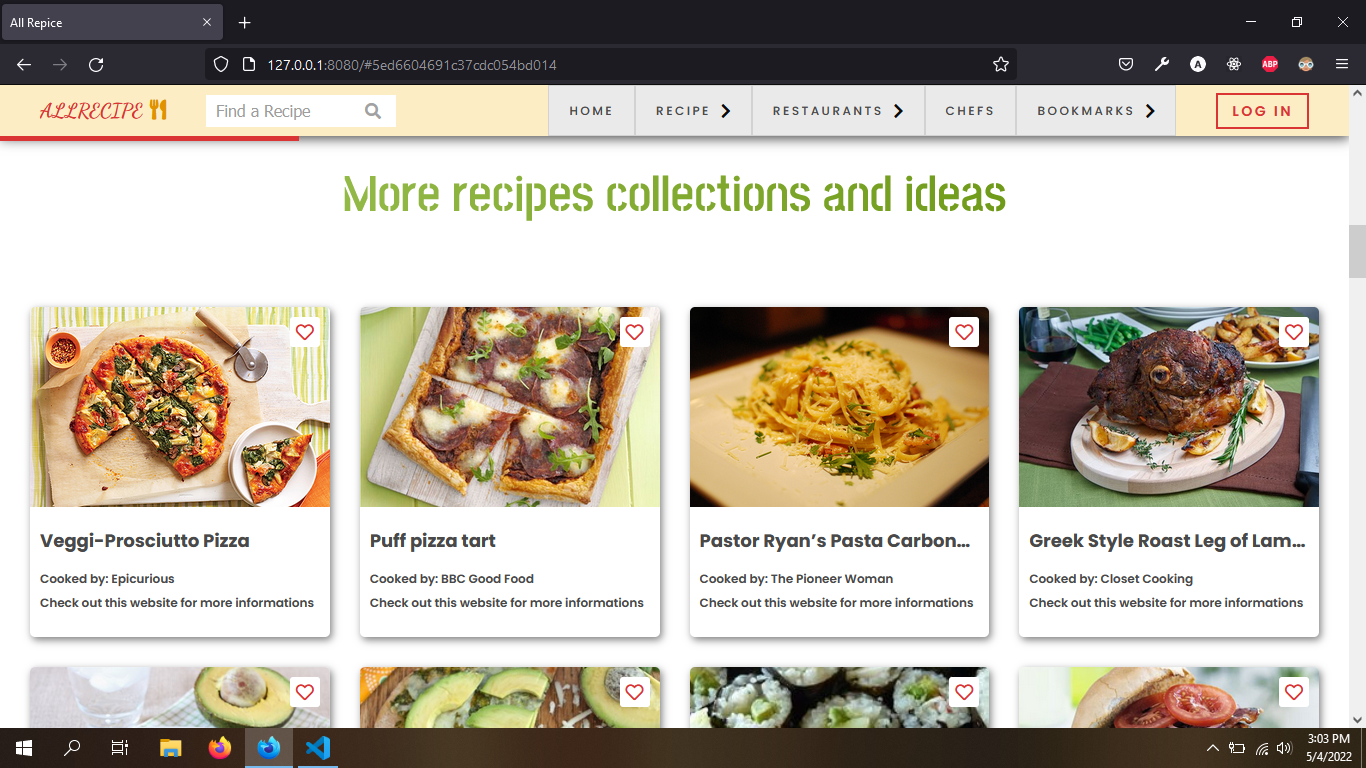 All Repice
127.0.0.1:8080/#5ed6604691c37cdc054bd014
A
ABP
ALLRECIPE
Find a Recipe
HOME
RECIPE
RESTAURANTS
CHEFS
BOOKMARKS
LOG IN
More recipes collections and ideas
Veggi-Prosciutto Pizza
Cooked by: Epicurious
Check out this website for more informations
Puff pizza tart
Cooked by: BBC Good Food
Check out this website for more informations
Pastor Ryan’s Pasta Carbon...
Cooked by: The Pioneer Woman
Check out this website for more informations
Greek Style Roast Leg of Lam...
Cooked by: Closet Cooking
Check out this website for more informations
3:03 PM
5/4/2022